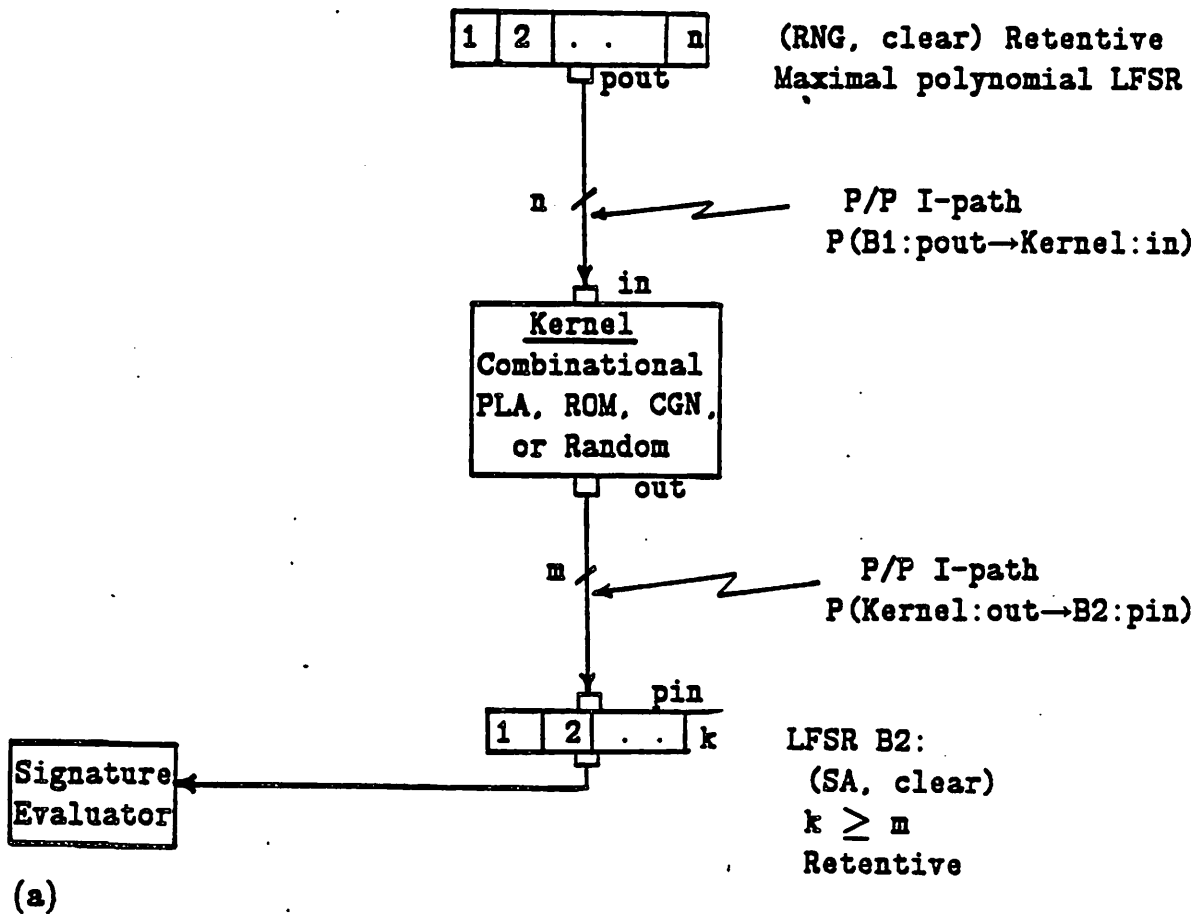 1 2 . . n
(RNG, clear) Retentive
Maximal polynomial LFSR
pout
n
P/P I-path
P(B1:pout→Kernel:in)
in
Kernel
Combinational
PLA, ROM, CGN,
or Random
out
m
P/P I-path
P(Kernel:out→B2:pin)
pin
1 2 . . k
LFSR B2:
(SA, clear)
k ≥ m
Retentive
Signature
Evaluator
(a)